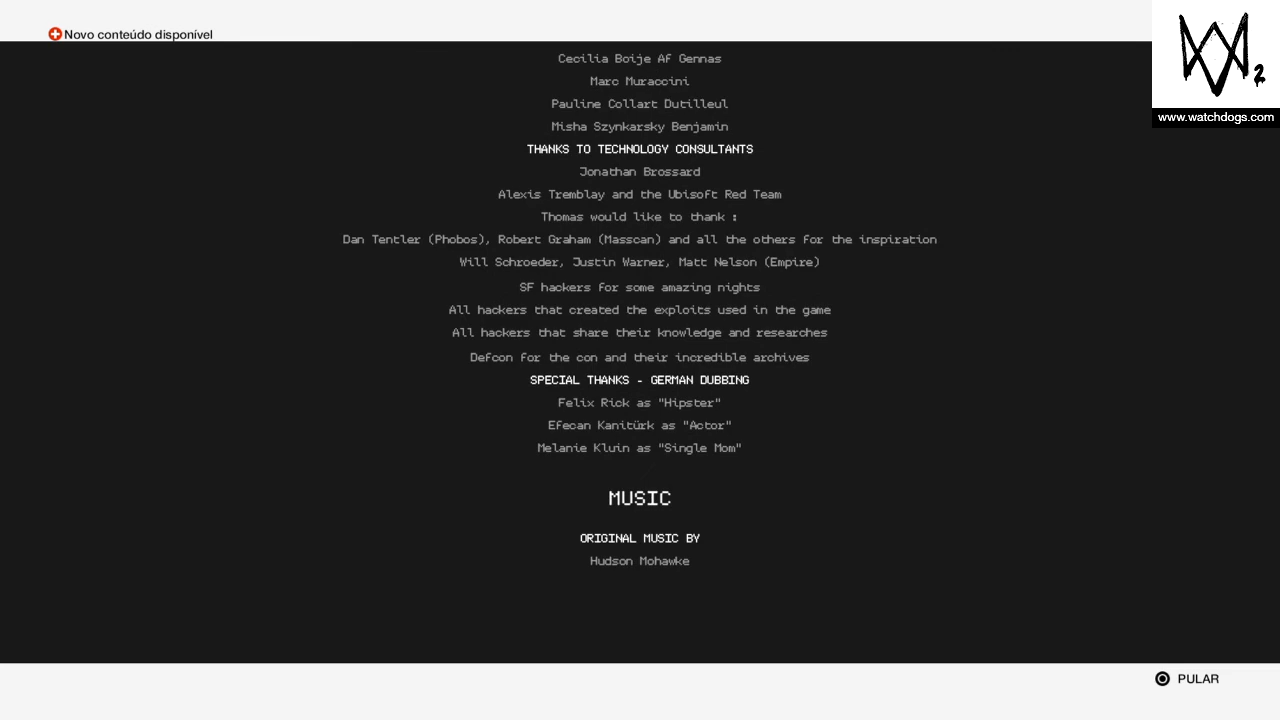 Novo conteúdo disponível
2
www.watchdogs.com
Cecilia Boije Af Gennas
Marc Muraccini
Pauline Collart Dutilleul
Misha Szynkarsky Benjamin
THANKS TO TECHNOLOGY CONSULTANTS
Jonathan Brossard
Alexis Tremblay and the Ubisoft Red Team
Thomas would like to thank :
Dan Tentler (Phobos), Robert Graham (Masscan) and all the others for the inspiration
Will Schroeder, Justin Warner, Matt Nelson (Empire)
SF hackers for some amazing nights
All hackers that created the exploits used in the game
All hackers that share their knowledge and researches
Defcon for the con and their incredible archives
SPECIAL THANKS - GERMAN DUBBING
Felix Rick as "Hipster"
Efecan Kanitürk as "Actor"
Melanie Kluin as "Single Mom"
MUSIC
ORIGINAL MUSIC BY
Hudson Mohawke
PULAR